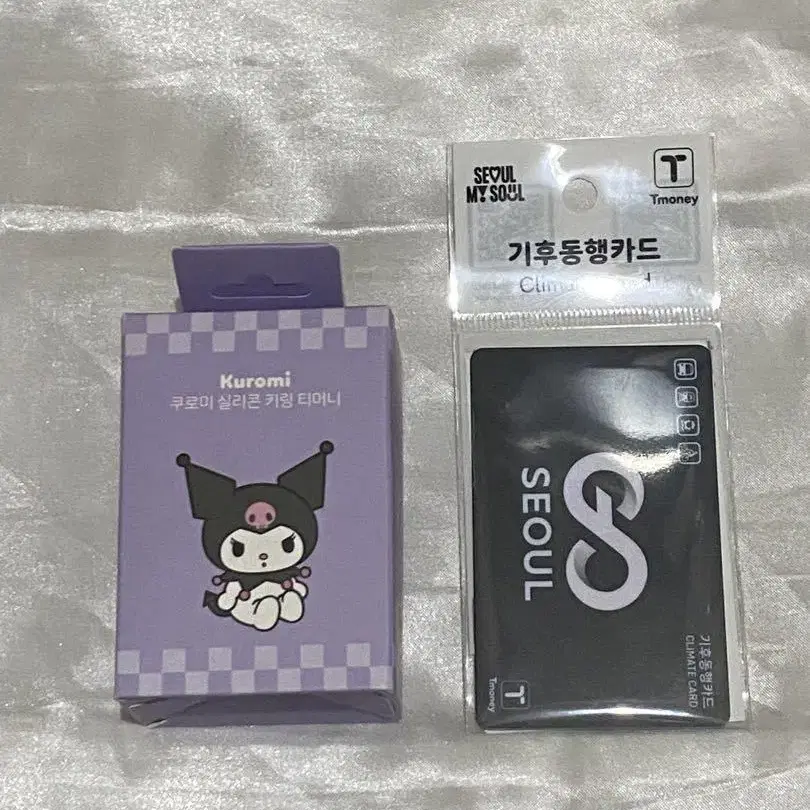 Kuromi
쿠로미 실리콘 키링 티머니
SEOUL
MY SOUL
T
Tmoney
기후동행카드
GO
SEOUL
기후동행카드
CLIMATE CARD
T
Tmoney